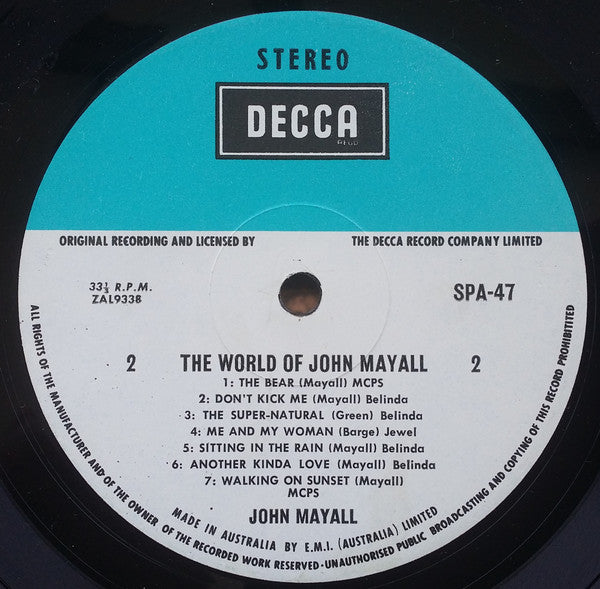 STEREO
DECCA
REGD
ORIGINAL RECORDING AND LICENSED BY THE DECCA RECORD COMPANY LIMITED
33⅓ R.P.M.
ZAL9338
SPA-47
2 THE WORLD OF JOHN MAYALL 2
1: THE BEAR (Mayall) MCPS
2: DON'T KICK ME (Mayall) Belinda
3: THE SUPER-NATURAL (Green) Belinda
4: ME AND MY WOMAN (Barge) Jewel
5: SITTING IN THE RAIN (Mayall) Belinda
6: ANOTHER KINDA LOVE (Mayall) Belinda
7: WALKING ON SUNSET (Mayall)
MCPS
JOHN MAYALL
MADE IN AUSTRALIA BY E.M.I. (AUSTRALIA) LIMITED
ALL RIGHTS OF THE MANUFACTURER AND OF THE OWNER OF THE RECORDED WORK RESERVED-UNAUTHORISED PUBLIC BROADCASTING AND COPYING OF THIS RECORD PROHIBITITED